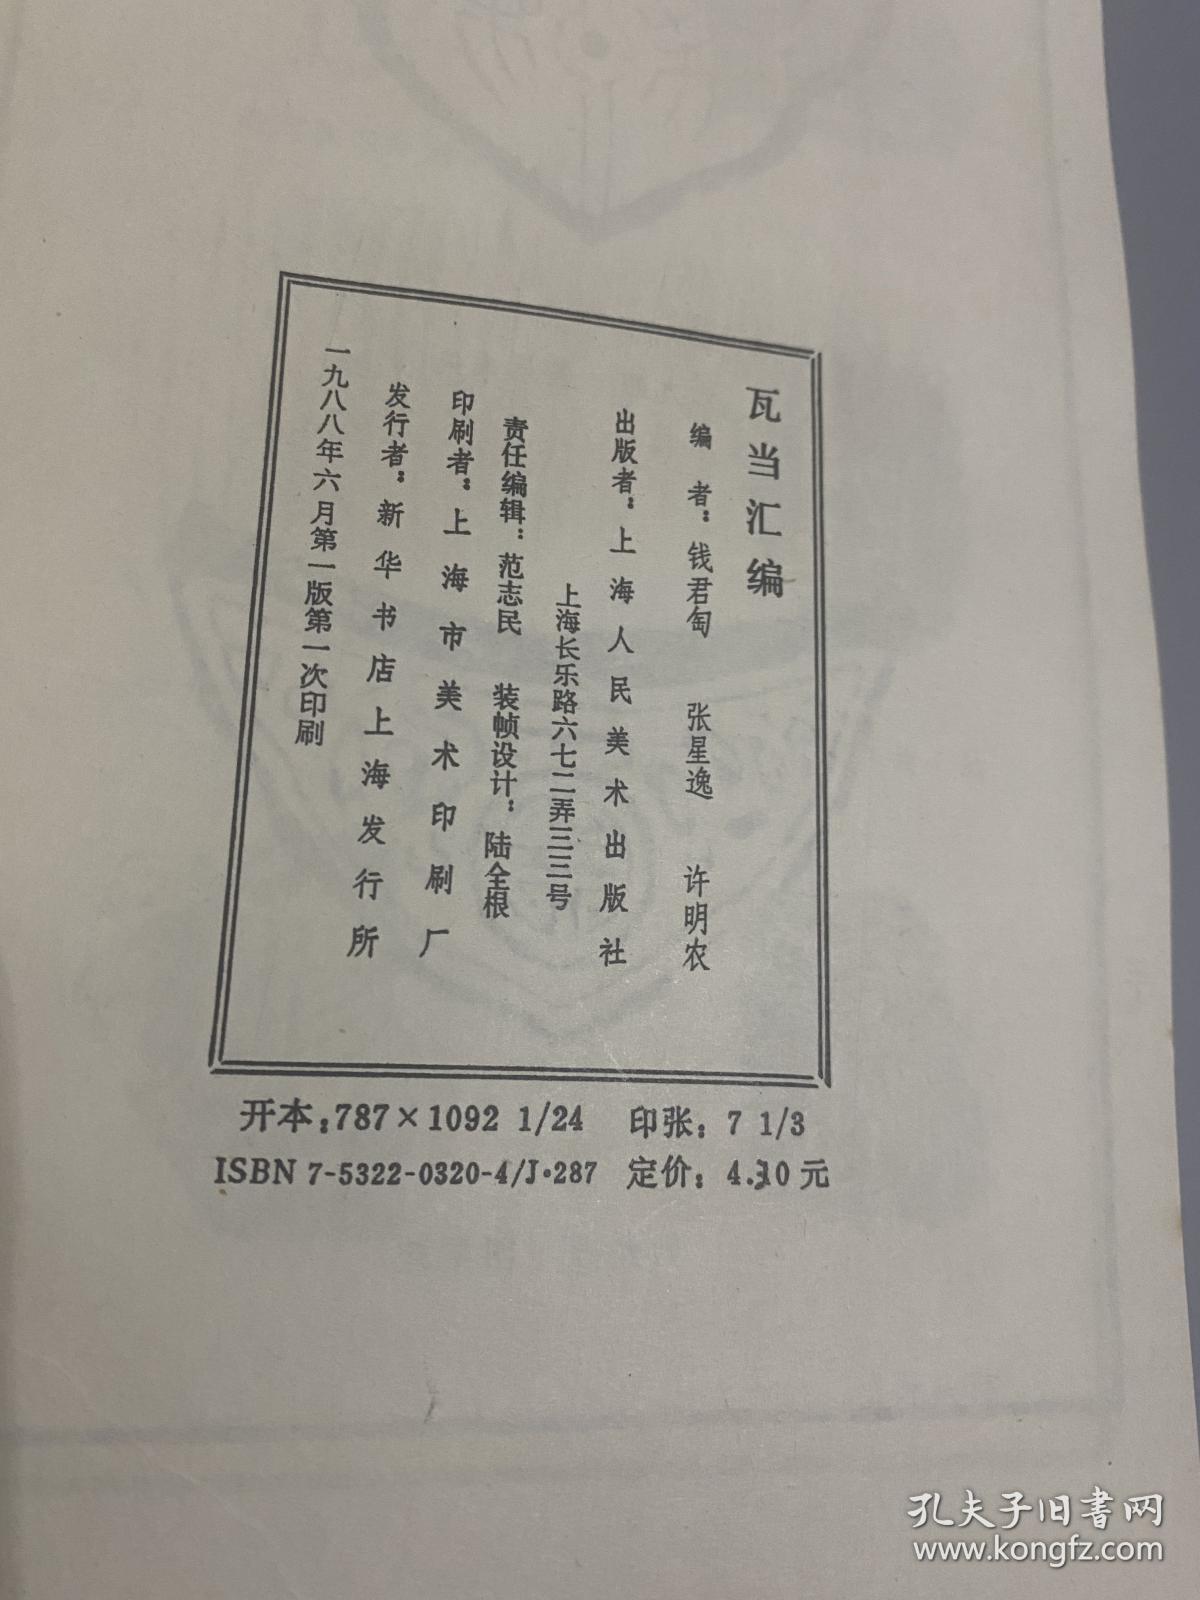 瓦当汇编
编 者：钱君匋 张星逸 许明农
出版者：上海人民美术出版社
上海长乐路六七二弄三三号
责任编辑：范志民 装帧设计：陆全根
印刷者：上海市美术印刷厂
发行者：新华书店上海发行所
一九八八年六月第一版第一次印刷
开本：787×1092 1/24 印张：7 1/3
ISBN 7-5322-0320-4/J·287 定价：4.30元
孔夫子旧书网
www.kongfz.com